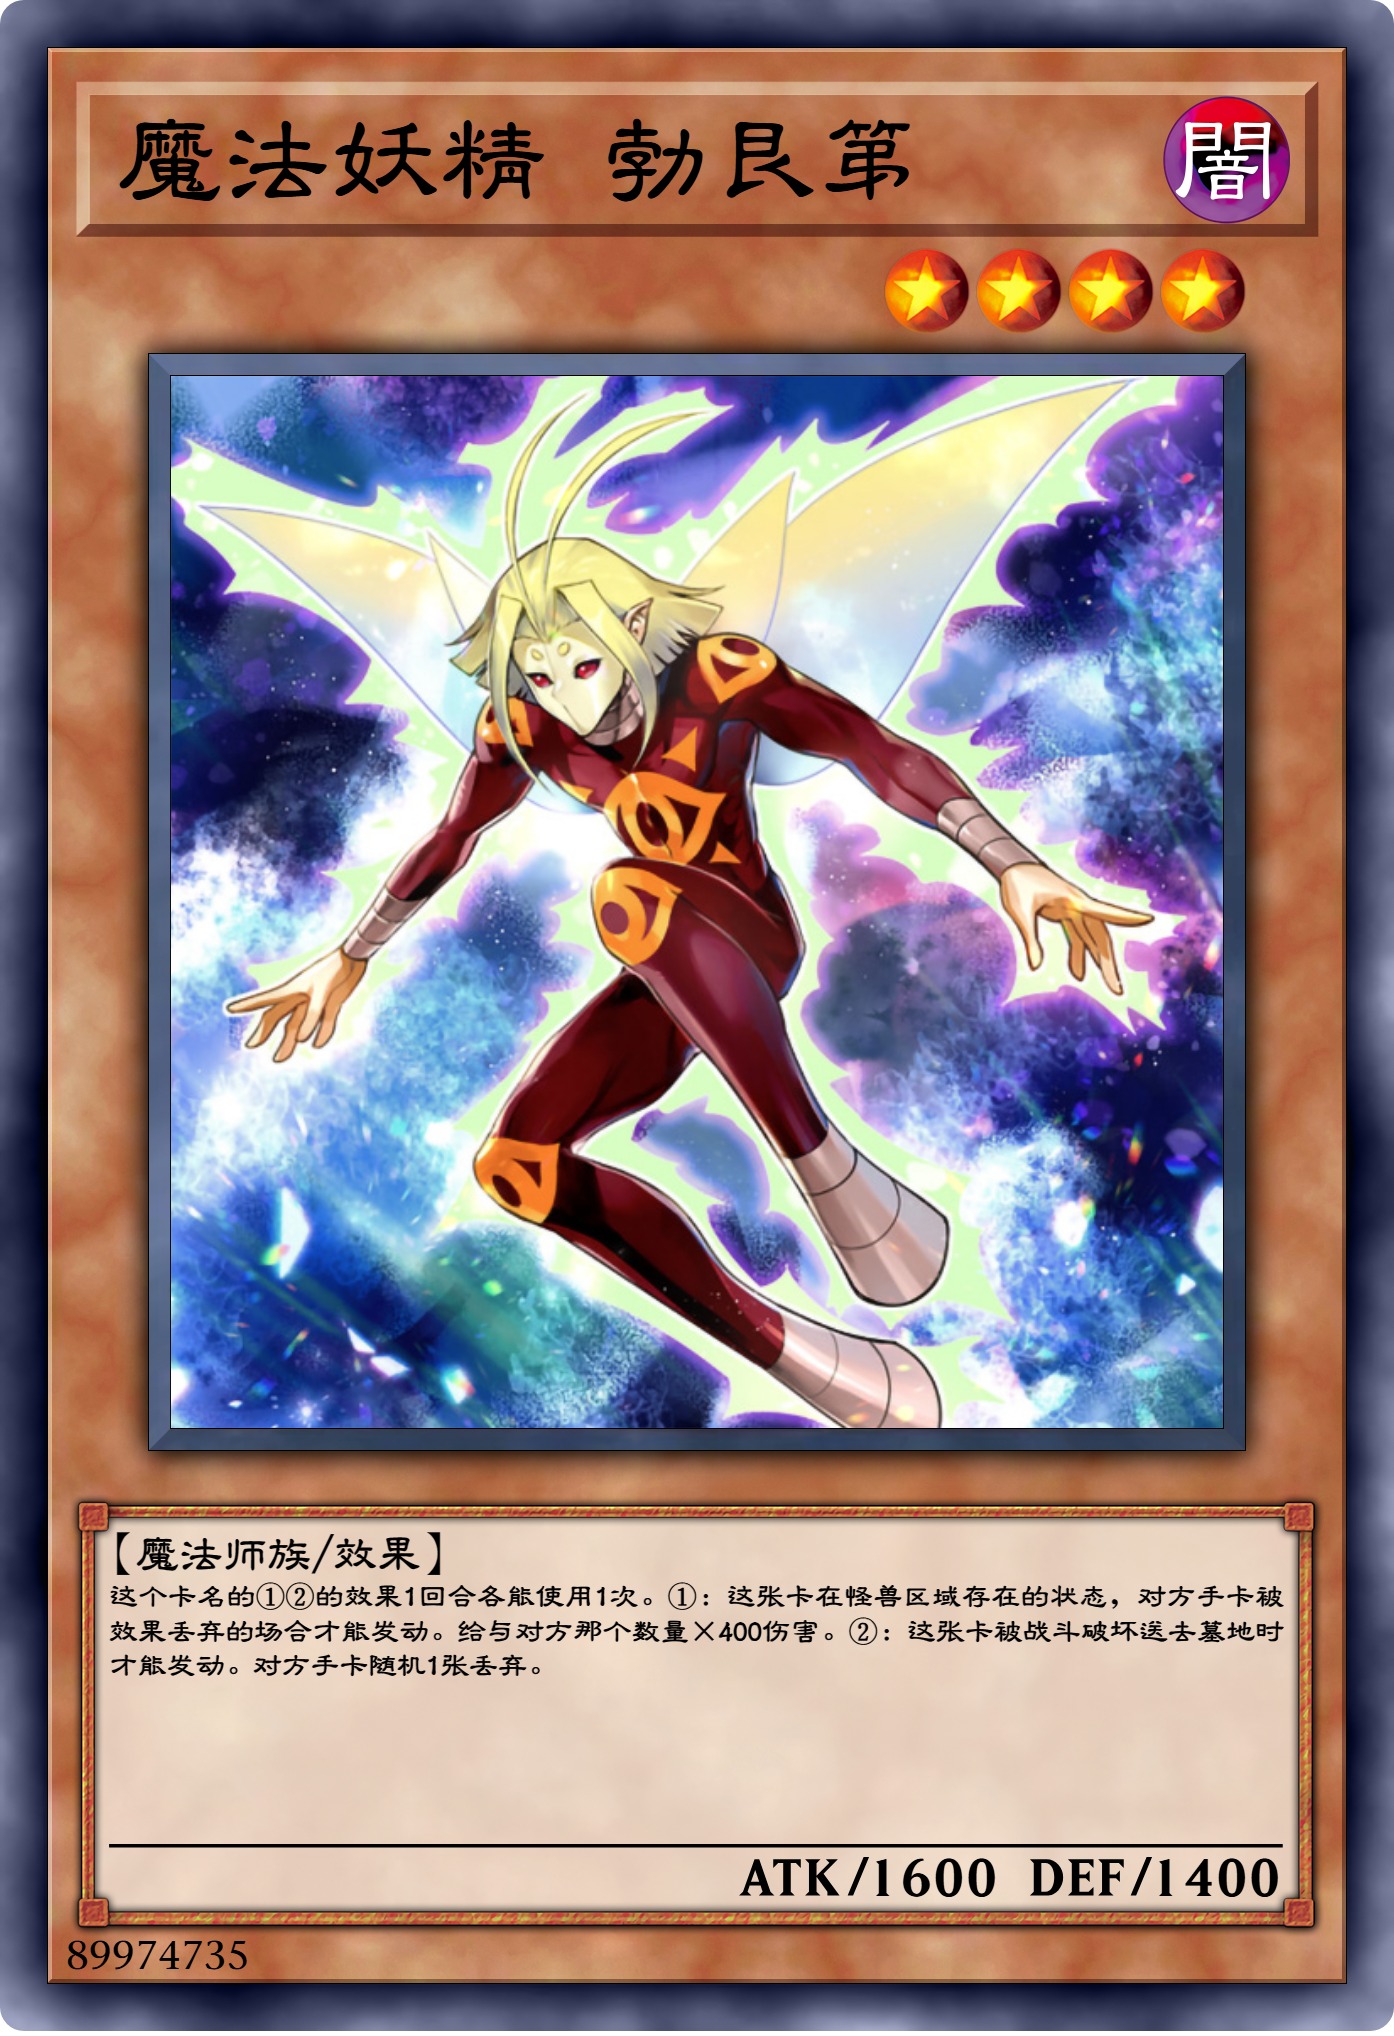 魔法妖精 勃艮第
闇
【魔法师族/效果】
这个卡名的①②的效果1回合各能使用1次。①：这张卡在怪兽区域存在的状态，对方手卡被
效果丢弃的场合才能发动。给与对方那个数量×400伤害。②：这张卡被战斗破坏送去墓地时
才能发动。对方手卡随机1张丢弃。
ATK/1600 DEF/1400
89974735